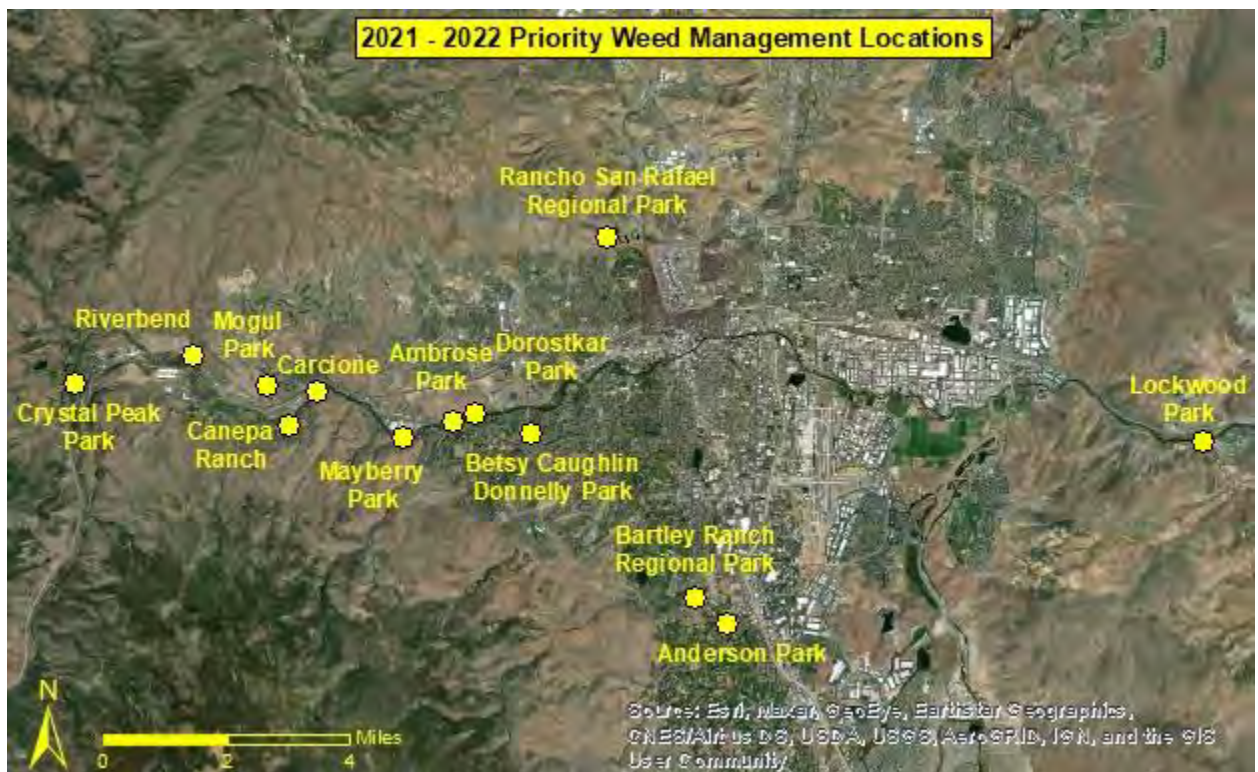 2021 - 2022 Priority Weed Management Locations
Rancho San Rafael
Regional Park
Riverbend
Mogul
Park
Carcione
Ambrose
Park
Dorostkar
Park
Crystal Peak
Park
Canepa
Ranch
Mayberry
Park
Betsy Caughlin
Donnelly Park
Lockwood
Park
Bartley Ranch
Regional Park
Anderson Park
N
Miles
0 2 4
Source: Esri, Maxar, GeoEye, Earthstar Geographics,
CNES/Airbus DS, USDA, USGS, AeroGRID, IGN, and the GIS
User Community